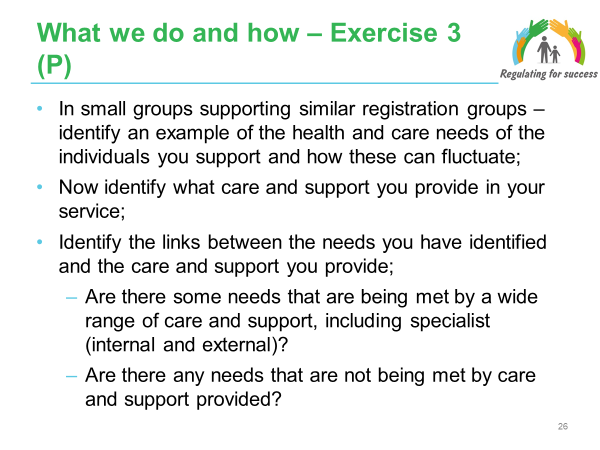 What we do and how – Exercise 3
(P)
Regulating for success
• In small groups supporting similar registration groups –
identify an example of the health and care needs of the
individuals you support and how these can fluctuate;
• Now identify what care and support you provide in your
service;
• Identify the links between the needs you have identified
and the care and support you provide;
– Are there some needs that are being met by a wide
range of care and support, including specialist
(internal and external)?
– Are there any needs that are not being met by care
and support provided?
26